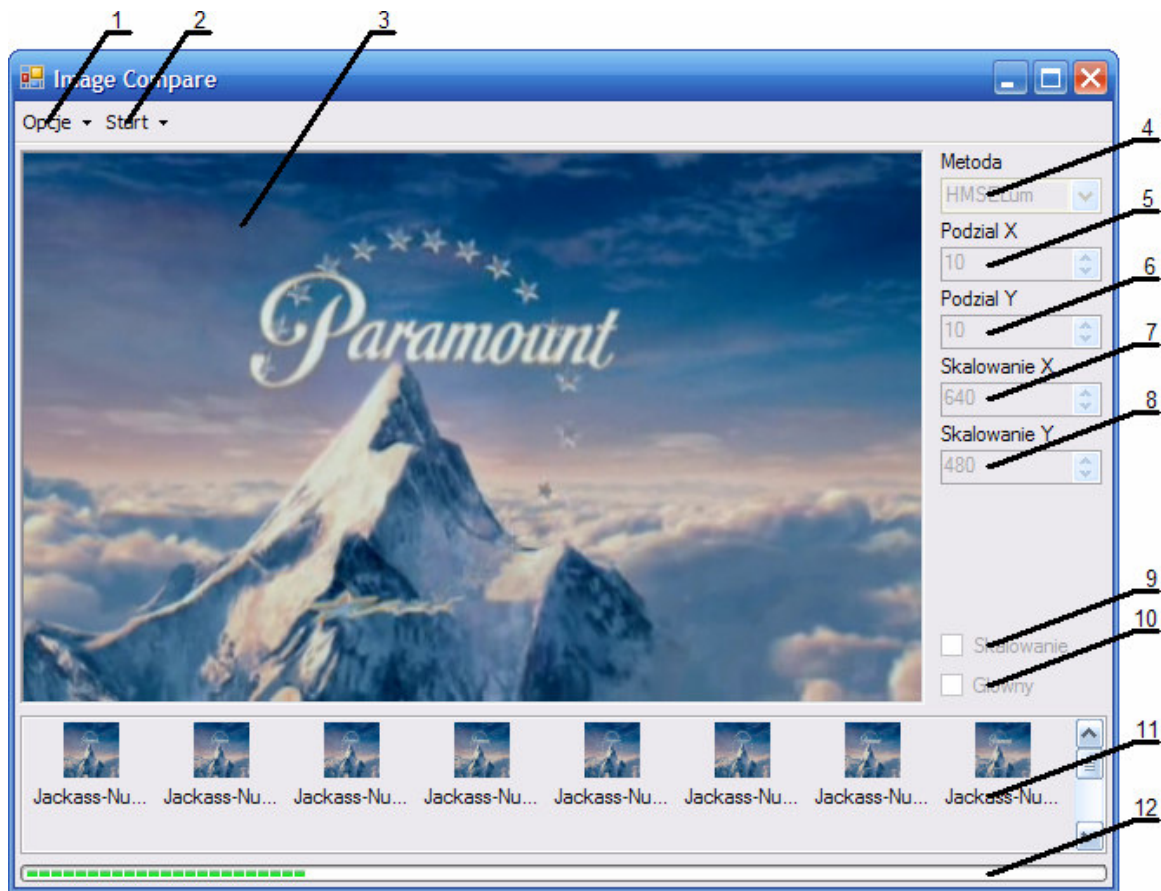 1 2 3
Image Compare
Opcje Start
4
Metoda
HMSELum
5
Podzial X
10
6
Podzial Y
10
7
Skalowanie X
640
8
Skalowanie Y
480
Paramount
9
Skalowanie
10
Glowny
11
Jackass-Nu... Jackass-Nu... Jackass-Nu... Jackass-Nu... Jackass-Nu... Jackass-Nu... Jackass-Nu... Jackass-Nu...
12